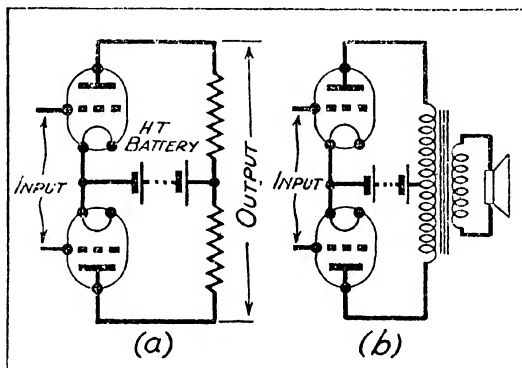 HT
BATTERY
INPUT
OUTPUT
(a)
INPUT
(b)